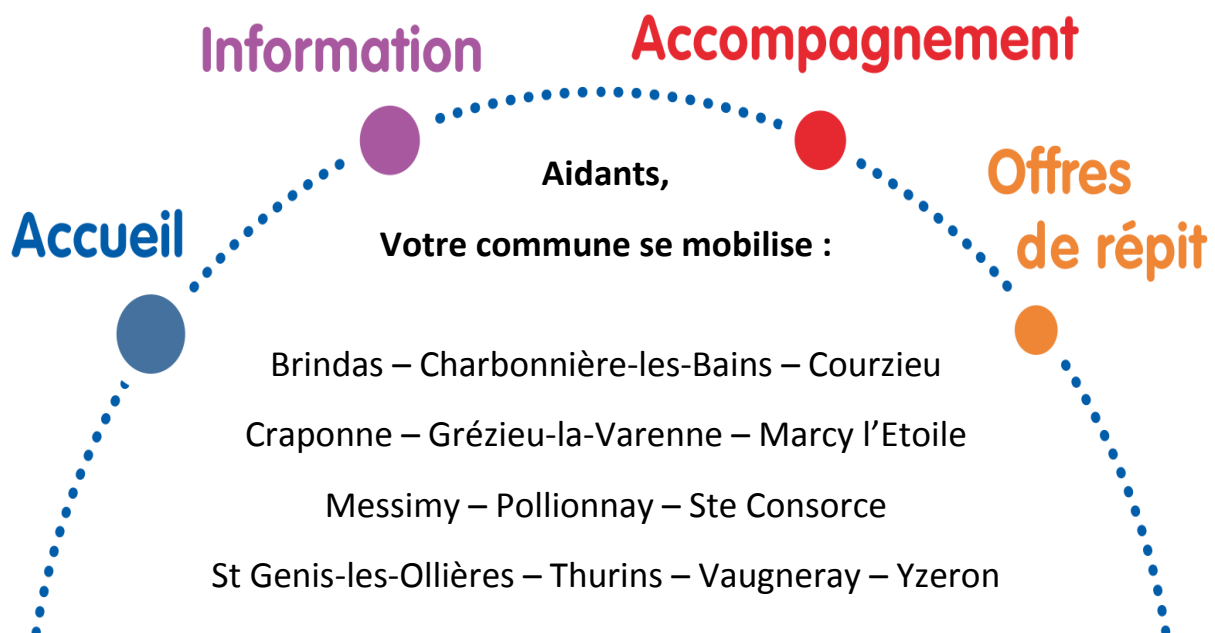 Information
Accompagnement
Offres
de répit
Accueil
Aidants,
Votre commune se mobilise :
Brindas – Charbonnière-les-Bains – Courzieu
Craponne – Grézieu-la-Varenne – Marcy l’Etoile
Messimy – Pollionnay – Ste Consorce
St Genis-les-Ollières – Thurins – Vaugneray – Yzeron